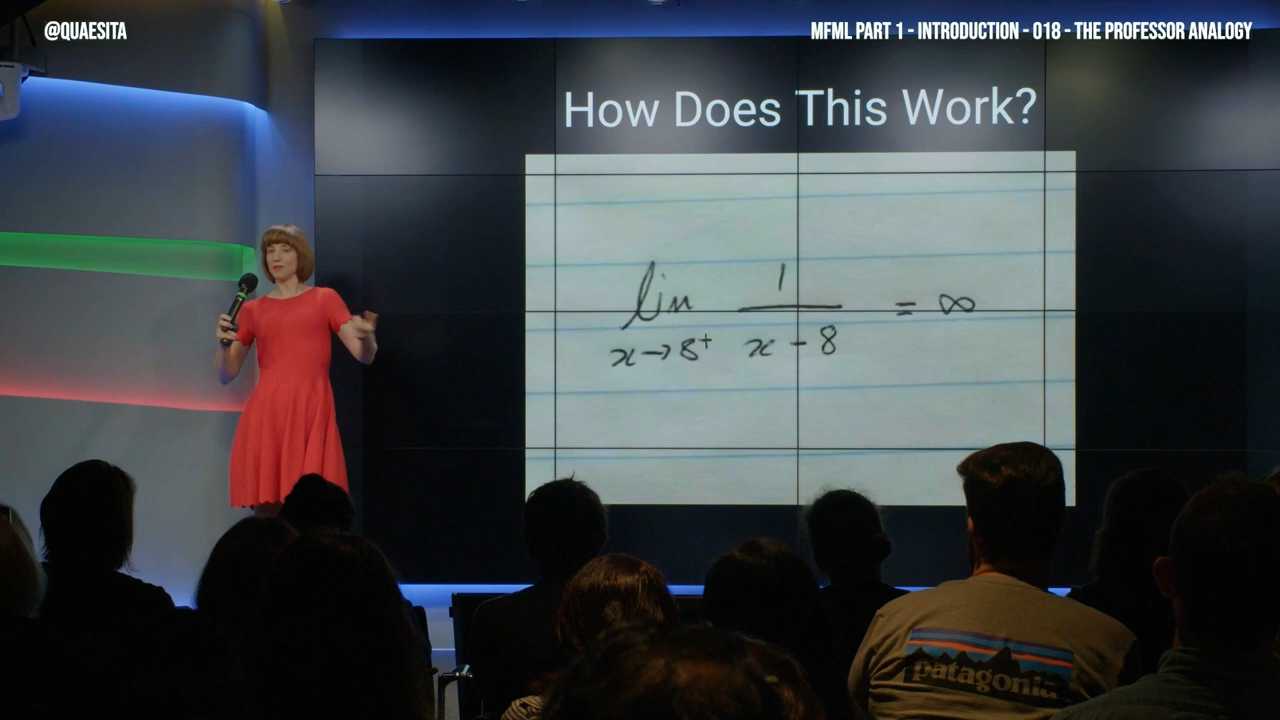 @QUAESITA
MFML PART 1 - INTRODUCTION - 018 - THE PROFESSOR ANALOGY
How Does This Work?
lim 1 / x - 8 = ∞
x→8⁺
patagonia